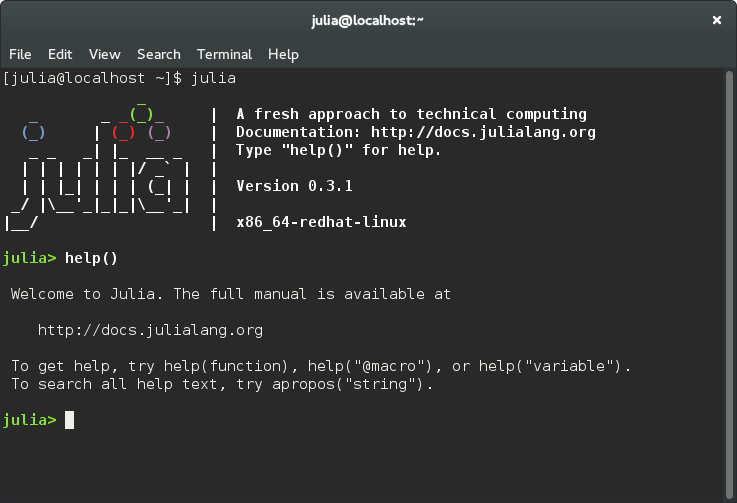 julia@localhost:~ ×
File Edit View Search Terminal Help
[julia@localhost ~]$ julia
               _
   _       _ _(_)_     |  A fresh approach to technical computing
  (_)     | (_) (_)    |  Documentation: http://docs.julialang.org
   _ _   _| |_  __ _   |  Type "help()" for help.
  | | | | | | |/ _` |  |
  | | |_| | | | (_| |  |  Version 0.3.1
 _/ |\__'_|_|_|\__'_|  |
|__/                   |  x86_64-redhat-linux
julia> help()
Welcome to Julia. The full manual is available at
http://docs.julialang.org
To get help, try help(function), help("@macro"), or help("variable").
To search all help text, try apropos("string").
julia>